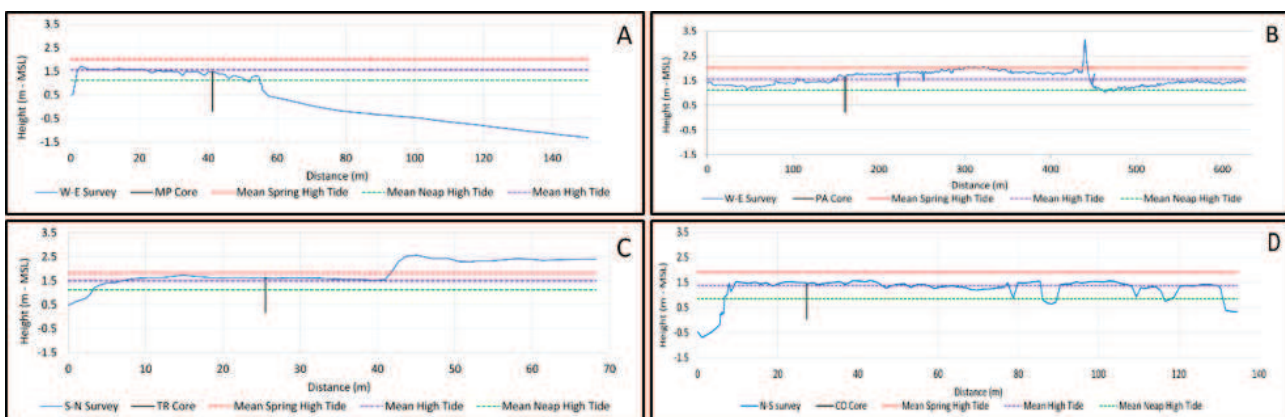 A
Height (m - MSL)
3.5
2.5
1.5
0.5
-0.5
-1.5
0 20 40 60 80 100 120 140
Distance (m)
W-E Survey MP Core Mean Spring High Tide Mean Neap High Tide Mean High Tide
B
Height (m - MSL)
3.5
2.5
1.5
0.5
-0.5
-1.5
0 100 200 300 400 500 600
Distance (m)
W-E Survey PA Core Mean Spring High Tide Mean High Tide Mean Neap High Tide
C
Height (m - MSL)
3.5
2.5
1.5
0.5
-0.5
-1.5
0 10 20 30 40 50 60 70
Distance (m)
S-N Survey TR Core Mean Spring High Tide Mean High Tide Mean Neap High Tide
D
Height (m - MSL)
3.5
2.5
1.5
0.5
-0.5
-1.5
0 20 40 60 80 100 120 140
Distance (m)
N-S survey CO Core Mean Spring High Tide Mean High Tide Mean Neap High Tide